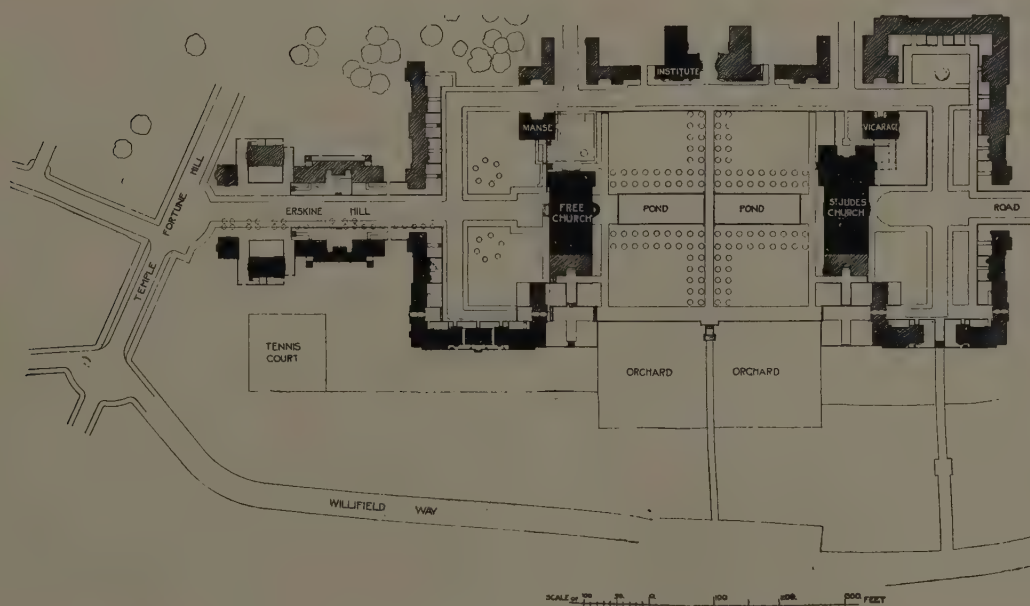 INSTITUTE
MANSE
VICARAGE
TEMPLE FORTUNE HILL
ERSKINE HILL
FREE
CHURCH
POND
POND
ST JUDES
CHURCH
ROAD
TENNIS
COURT
ORCHARD
ORCHARD
WILLIFIELD WAY
SCALE OF 100 50 0 100 200 300 FEET